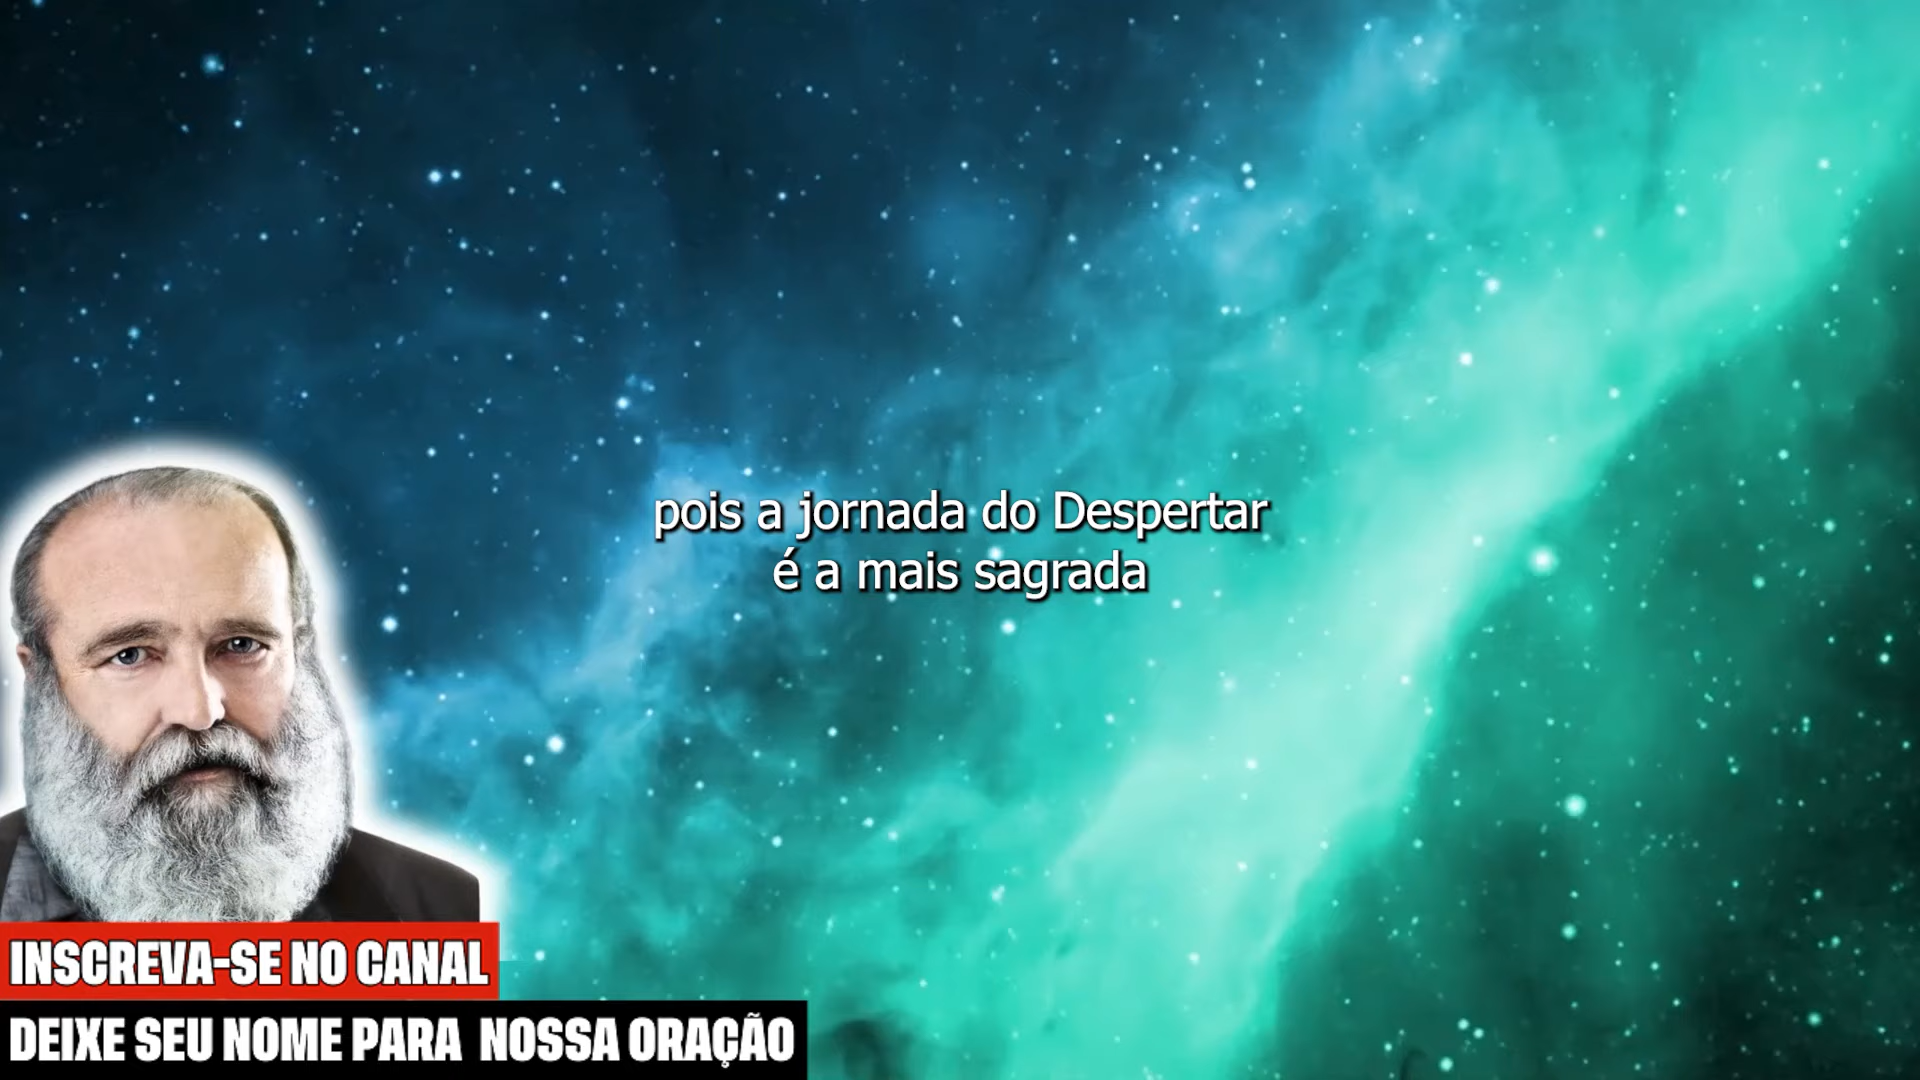 pois a jornada do Despertar
é a mais sagrada
INSCREVA-SE NO CANAL
DEIXE SEU NOME PARA NOSSA ORAÇÃO